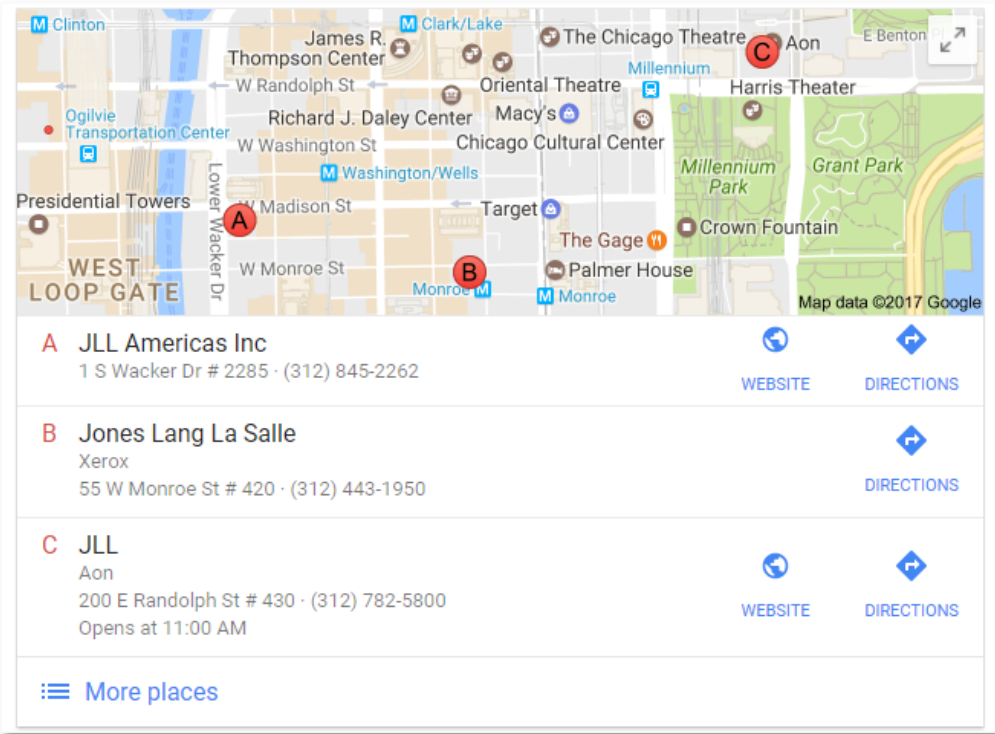 Clinton
Clark/Lake
James R.
Thompson Center
The Chicago Theatre
C
Aon
E Benton Pl
W Randolph St
Oriental Theatre
Millennium
Harris Theater
Ogilvie
Transportation Center
Richard J. Daley Center
Macy's
W Washington St
Chicago Cultural Center
Washington/Wells
Millennium
Park
Grant Park
Presidential Towers
Lower Wacker Dr
A
W Madison St
Target
The Gage
Crown Fountain
WEST
LOOP GATE
W Monroe St
B
Palmer House
Monroe
Monroe
Map data ©2017 Google
A JLL Americas Inc
1 S Wacker Dr # 2285 · (312) 845-2262
WEBSITE DIRECTIONS
B Jones Lang La Salle
Xerox
55 W Monroe St # 420 · (312) 443-1950
DIRECTIONS
C JLL
Aon
200 E Randolph St # 430 · (312) 782-5800
WEBSITE DIRECTIONS
Opens at 11:00 AM
More places